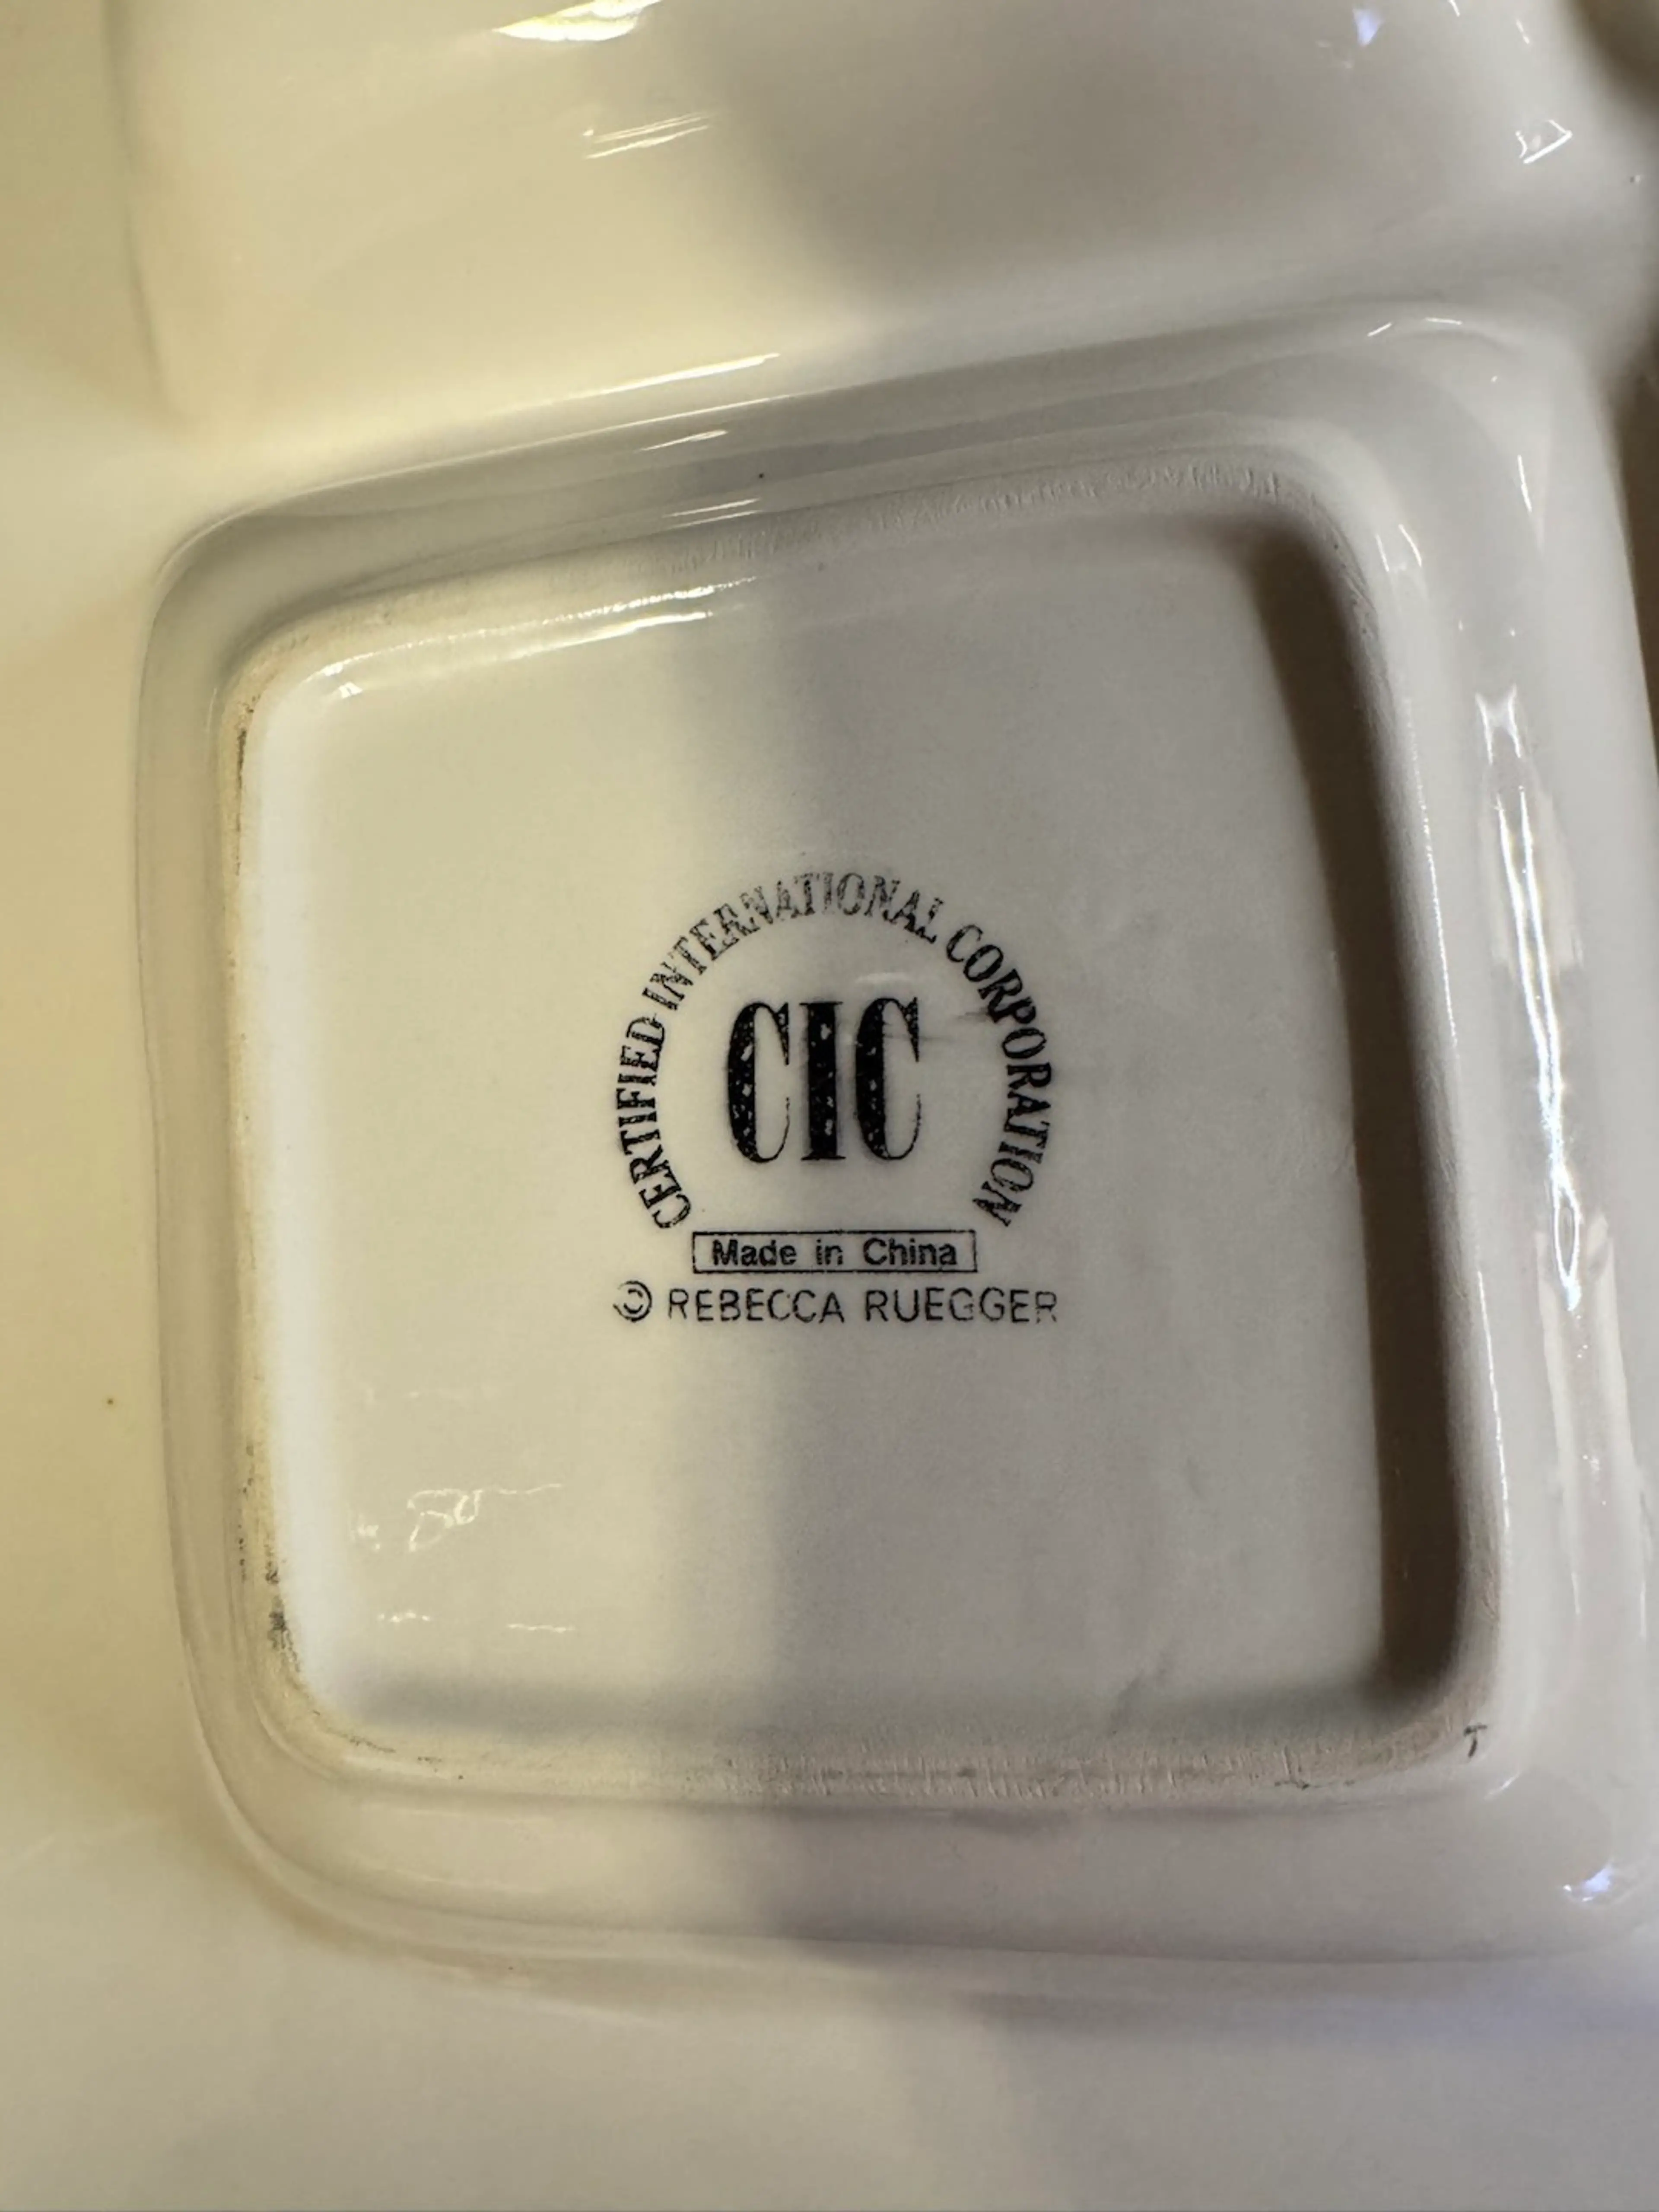 CERTIFIED INTERNATIONAL CORPORATION
CIC
Made in China
© REBECCA RUEGGER